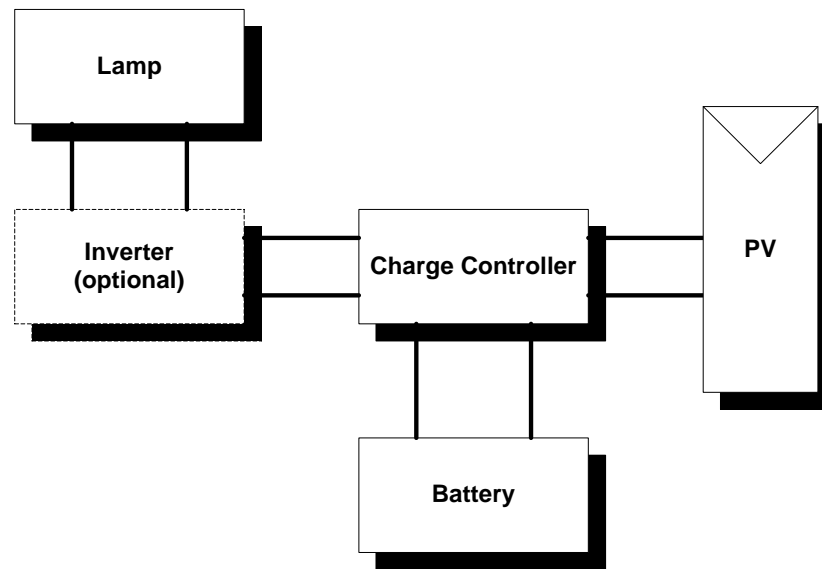 Lamp
Inverter
(optional)
Charge Controller
PV
Battery